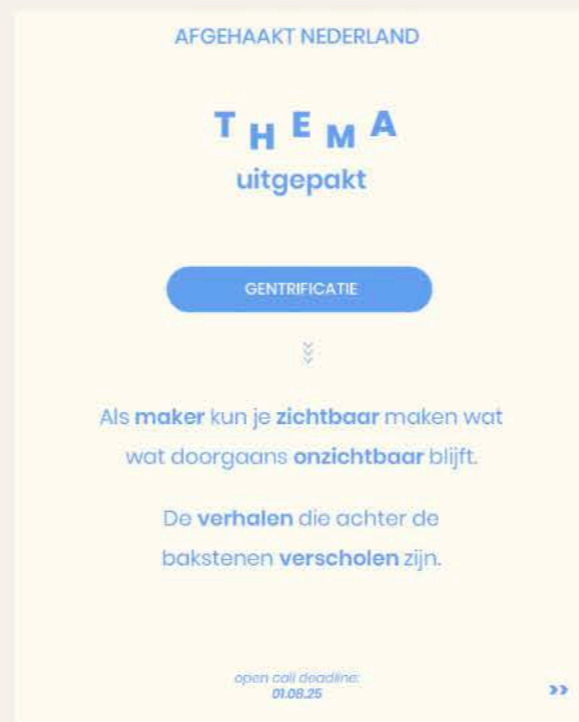 AFGEHAAKT NEDERLAND
THEMA
uitgepakt
GENTRIFICATIE
Als maker kun je zichtbaar maken wat
wat doorgaans onzichtbaar blijft.
De verhalen die achter de
bakstenen verscholen zijn.
open call deadline:
01.08.25